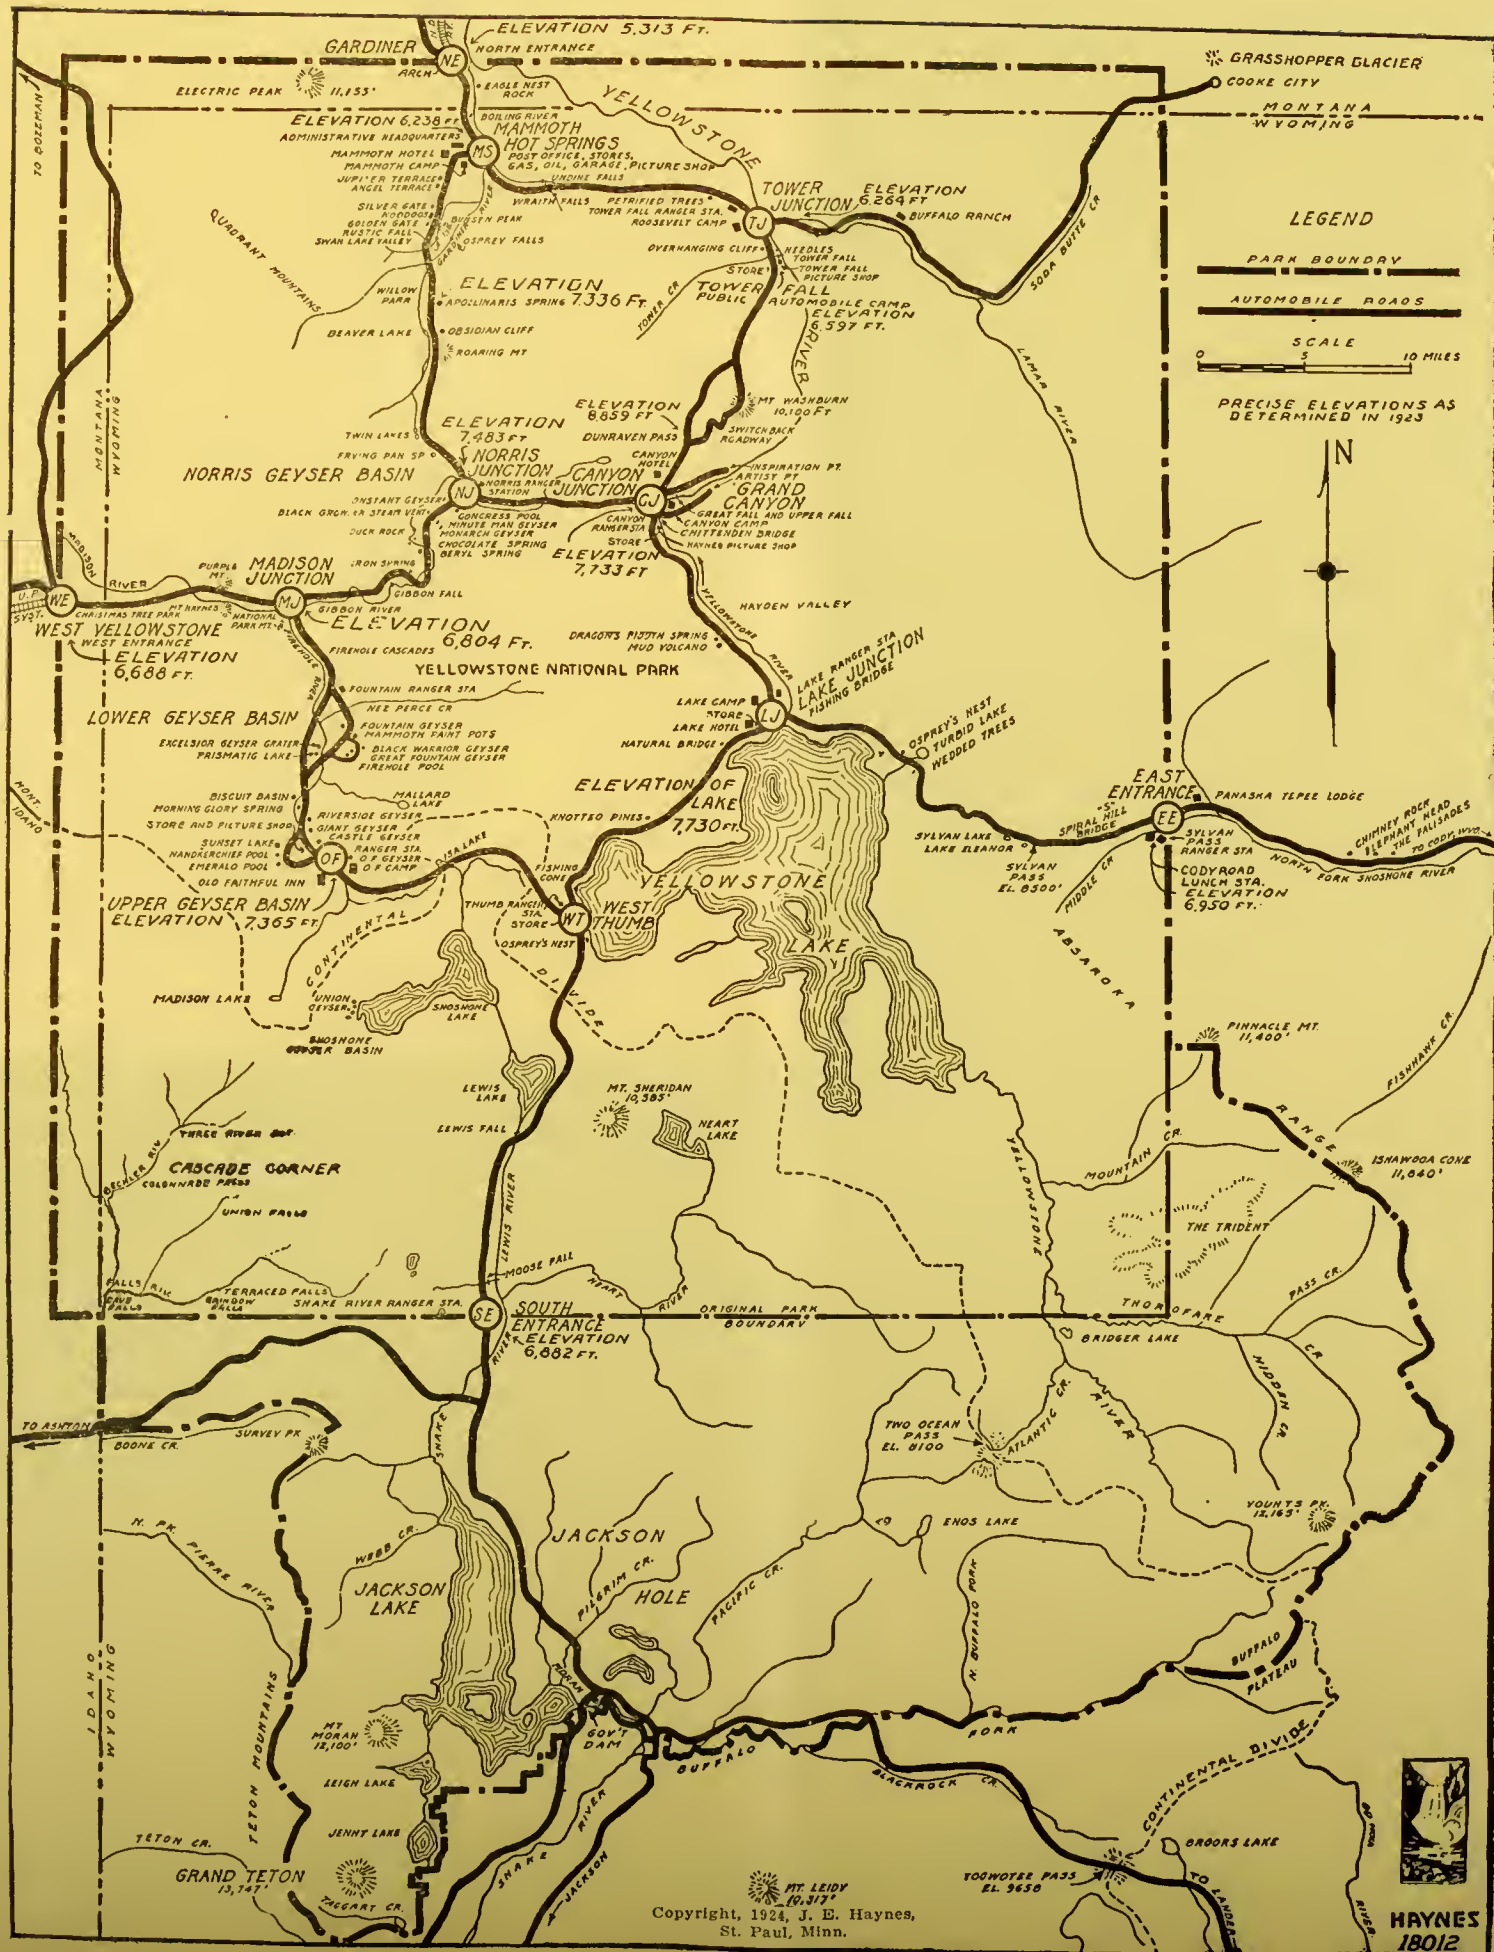 ELEVATION 5,313 FT.
GARDINER
NE
NORTH ENTRANCE
ARCH
GRASSHOPPER GLACIER
COOKE CITY
ELECTRIC PEAK 11,155'
EAGLE NEST
ROCK
YELLOWSTONE
MONTANA
WYOMING
TO BOZEMAN
BOILING RIVER
ELEVATION 6,238 FT.
ADMINISTRATIVE HEADQUARTERS
MAMMOTH
HOT SPRINGS
MS
POST OFFICE, STORES,
GAS, OIL, GARAGE, PICTURE SHOP
MAMMOTH HOTEL
MAMMOTH CAMP
JUPITER TERRACE
ANGEL TERRACE
UNDINE FALLS
WRAITH FALLS
PETRIFIED TREES
TOWER FALL RANGER STA.
ROOSEVELT CAMP
TOWER
JUNCTION
TJ
ELEVATION
6,264 FT
BUFFALO RANCH
SODA BUTTE CR
LEGEND
PARK BOUNDRY
AUTOMOBILE ROADS
SCALE
0 5 10 MILES
PRECISE ELEVATIONS AS
DETERMINED IN 1923
N
SILVER GATE
HOODOOS
GOLDEN GATE
RUSTIC FALL
SWAN LAKE VALLEY
BUNSEN PEAK
GARDNER RIVER
OSPREY FALLS
QUADRANT MOUNTAINS
OVERHANGING CLIFF
NEEDLES
TOWER FALL
TOWER FALL
PICTURE SHOP
STORE
TOWER FALL
PUBLIC AUTOMOBILE CAMP
ELEVATION
6,597 FT.
TOWER CR
RIVER
LAMAR RIVER
WILLOW
PARK
ELEVATION
7,336 FT.
APOLLINARIS SPRING
BEAVER LAKE
OBSIDIAN CLIFF
ROARING MT
MONTANA
WYOMING
ELEVATION
8,859 FT
DUNRAVEN PASS
MT WASHBURN
10,100 FT
SWITCHBACK
ROADWAY
TWIN LAKES
FRYING PAN SP
ELEVATION
7,483 FT
NORRIS
JUNCTION
NORRIS RANGER
STATION
NJ
NORRIS GEYSER BASIN
CANYON
HOTEL
CANYON
JUNCTION
CJ
INSPIRATION PT.
ARTIST PT
GRAND
CANYON
GREAT FALL AND UPPER FALL
CANYON CAMP
CHITTENDEN BRIDGE
HAYNES PICTURE SHOP
CANYON
RANGER STA
STORE
ELEVATION
7,733 FT
CONSTANT GEYSER
BLACK GROWLER STEAM VENT
CONGRESS POOL
MINUTE MAN GEYSER
MONARCH GEYSER
CHOCOLATE SPRING
BERYL SPRING
DUCK ROCK
IRON SPRING
GIBBON FALL
MADISON
RIVER
PURPLE
MT
MADISON
JUNCTION
MJ
GIBBON RIVER
ELEVATION
6,804 FT.
U.P.
SYST.
WE
CHRISTMAS TREE PARK
MT HAYNES
NATIONAL
PARK MT.
WEST YELLOWSTONE
WEST ENTRANCE
ELEVATION
6,688 FT.
FIREHOLE RIVER
FIREHOLE CASCADES
YELLOWSTONE NATIONAL PARK
YELLOWSTONE
RIVER
HAYDEN VALLEY
DRAGON'S MOUTH SPRING
MUD VOLCANO
FOUNTAIN RANGER STA
NEZ PERCE CR
LOWER GEYSER BASIN
FOUNTAIN GEYSER
MAMMOTH PAINT POTS
EXCELSIOR GEYSER CRATER
PRISMATIC LAKE
BLACK WARRIOR GEYSER
GREAT FOUNTAIN GEYSER
FIREHOLE POOL
LAKE RANGER STA
LAKE JUNCTION
FISHING BRIDGE
LAKE CAMP
STORE
LAKE HOTEL
LJ
NATURAL BRIDGE
OSPREY'S NEST
TURBID LAKE
WEDDED TREES
MONT.
IDAHO
BISCUIT BASIN
MORNING GLORY SPRING
STORE AND PICTURE SHOP
MALLARD
LAKE
RIVERSIDE GEYSER
GIANT GEYSER
CASTLE GEYSER
RANGER STA.
O.F. GEYSER
O.F. CAMP
SUNSET LAKE
HANDKERCHIEF POOL
EMERALD POOL
OF
OLD FAITHFUL INN
UPPER GEYSER BASIN
ELEVATION 7,365 FT.
ISA LAKE
ELEVATION OF
LAKE
7,730 FT.
KNOTTED PINES
FISHING
CONE
THUMB RANGER
STA.
STORE
WT
WEST
THUMB
OSPREY'S NEST
YELLOWSTONE
LAKE
EAST
ENTRANCE
EE
PAHASKA TEPEE LODGE
"S"
SPIRAL HILL
BRIDGE
SYLVAN LAKE
LAKE ELEANOR
SYLVAN
PASS
EL. 8500'
MIDDLE CR
SYLVAN
PASS
RANGER STA
CODY ROAD
LUNCH STA.
ELEVATION
6,950 FT.
CHIMNEY ROCK
ELEPHANT HEAD
THE PALISADES
TO CODY, WYO.
NORTH FORK SHOSHONE RIVER
ABSAROKA
RANGE
CONTINENTAL
DIVIDE
MADISON LAKE
UNION
GEYSER
SHOSHONE
GEYSER BASIN
SHOSHONE
LAKE
LEWIS
LAKE
LEWIS FALL
MT. SHERIDAN
10,385'
HEART
LAKE
PINNACLE MT.
11,400'
FISHHAWK CR.
MOUNTAIN CR.
ISHAWOOA CONE
11,840'
THREE RIVER JCT.
BECHLER RIV
CASCADE CORNER
COLONNADE FALLS
UNION FALLS
LEWIS RIVER
YELLOWSTONE
THE TRIDENT
PASS CR.
FALLS RIV
CAVE
FALLS
TERRACED FALLS
RAINBOW
FALLS
SNAKE RIVER RANGER STA.
MOOSE FALL
HEART
RIVER
SE
SOUTH
ENTRANCE
ELEVATION
6,882 FT.
RIVER
ORIGINAL PARK
BOUNDARY
THOROFARE
CR.
BRIDGER LAKE
HIDDEN CR.
TO ASHTON
BOONE CR.
SURVEY PK
SNAKE
TWO OCEAN
PASS
EL. 8100
ATLANTIC CR.
RIVER
YOUNTS PK.
12,165'
N. PK.
PIERRE RIVER
WEBB CR.
JACKSON
LAKE
JACKSON
HOLE
PILGRIM CR.
PACIFIC CR.
ENOS LAKE
N. BUFFALO FORK
IDAHO
WYOMING
TETON MOUNTAINS
MT
MORAN
12,100'
MORAN
GOV'T
DAM
BUFFALO
FORK
BUFFALO
PLATEAU
BLACKROCK CR.
CONTINENTAL DIVIDE
LEIGH LAKE
JENNY LAKE
TETON CR.
GRAND TETON
13,747'
TAGGART CR.
SNAKE
RIVER
JACKSON
MT. LEIDY
10,317'
TOGWOTEE PASS
EL. 9658
BROOKS LAKE
TO LANDER
RIVER
Copyright, 1924, J. E. Haynes,
St. Paul, Minn.
HAYNES
18012